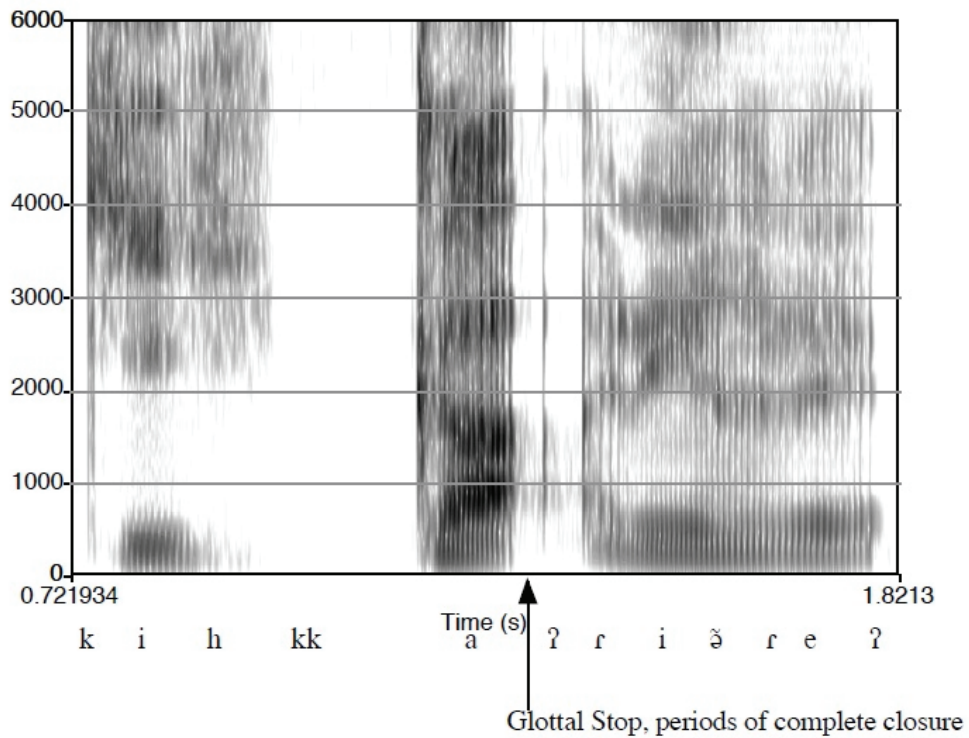 6000
5000
4000
3000
2000
1000
0
0.721934 1.8213
Time (s)
k i h kk a ʔ ɾ i ə̃ ɾ e ʔ
Glottal Stop, periods of complete closure